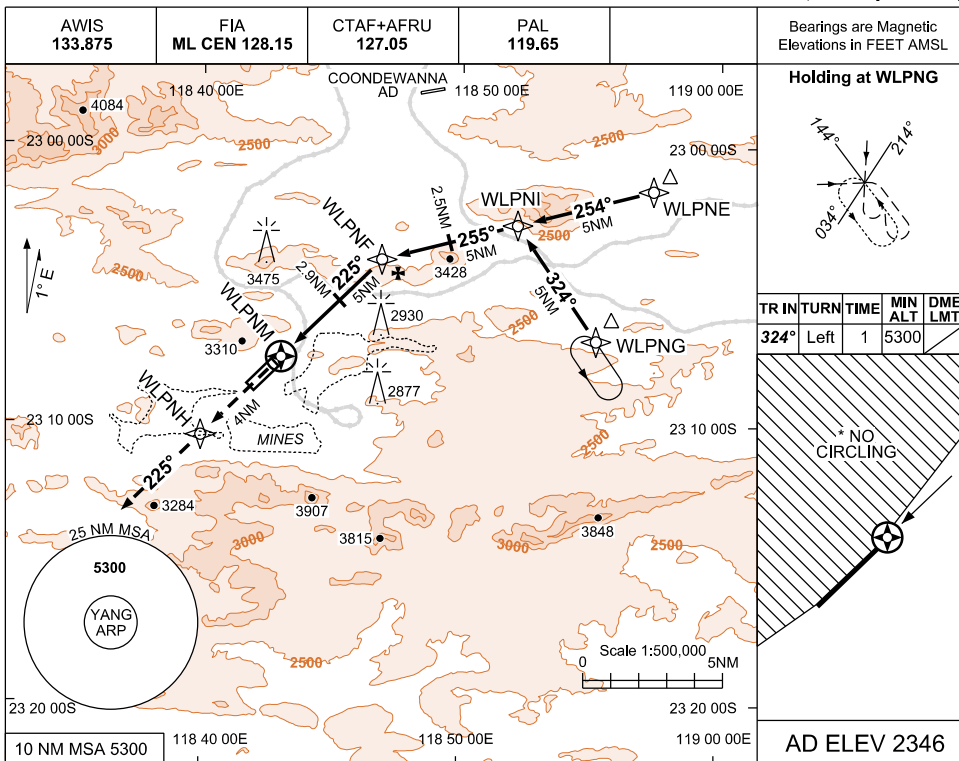 AWIS
133.875
FIA
ML CEN 128.15
CTAF+AFRU
127.05
PAL
119.65
Bearings are Magnetic
Elevations in FEET AMSL
118 40 00E
COONDEWANNA
AD
118 50 00E
119 00 00E
4084
3000
23 00 00S
2500
2500
23 00 00S
WLPNI
254°
5NM
WLPNE
2.5NM
255°
5NM
2500
WLPNF
3475
3428
1° E
2500
225°
2.9NM
5NM
324°
5NM
2930
2500
WLPNG
WLPNM
3310
2877
WLPNH
4NM
23 10 00S
MINES
2500
23 10 00S
225°
3284
3907
3000
3815
3000
3848
2500
25 NM MSA
5300
YANG
ARP
2500
Scale 1:500,000
0
5NM
23 20 00S
23 20 00S
10 NM MSA 5300
118 40 00E
118 50 00E
119 00 00E
Holding at WLPNG
144°
214°
034°
TR IN
TURN
TIME
MIN
ALT
DME
LMT
324°
Left
1
5300
* NO
CIRCLING
AD ELEV 2346